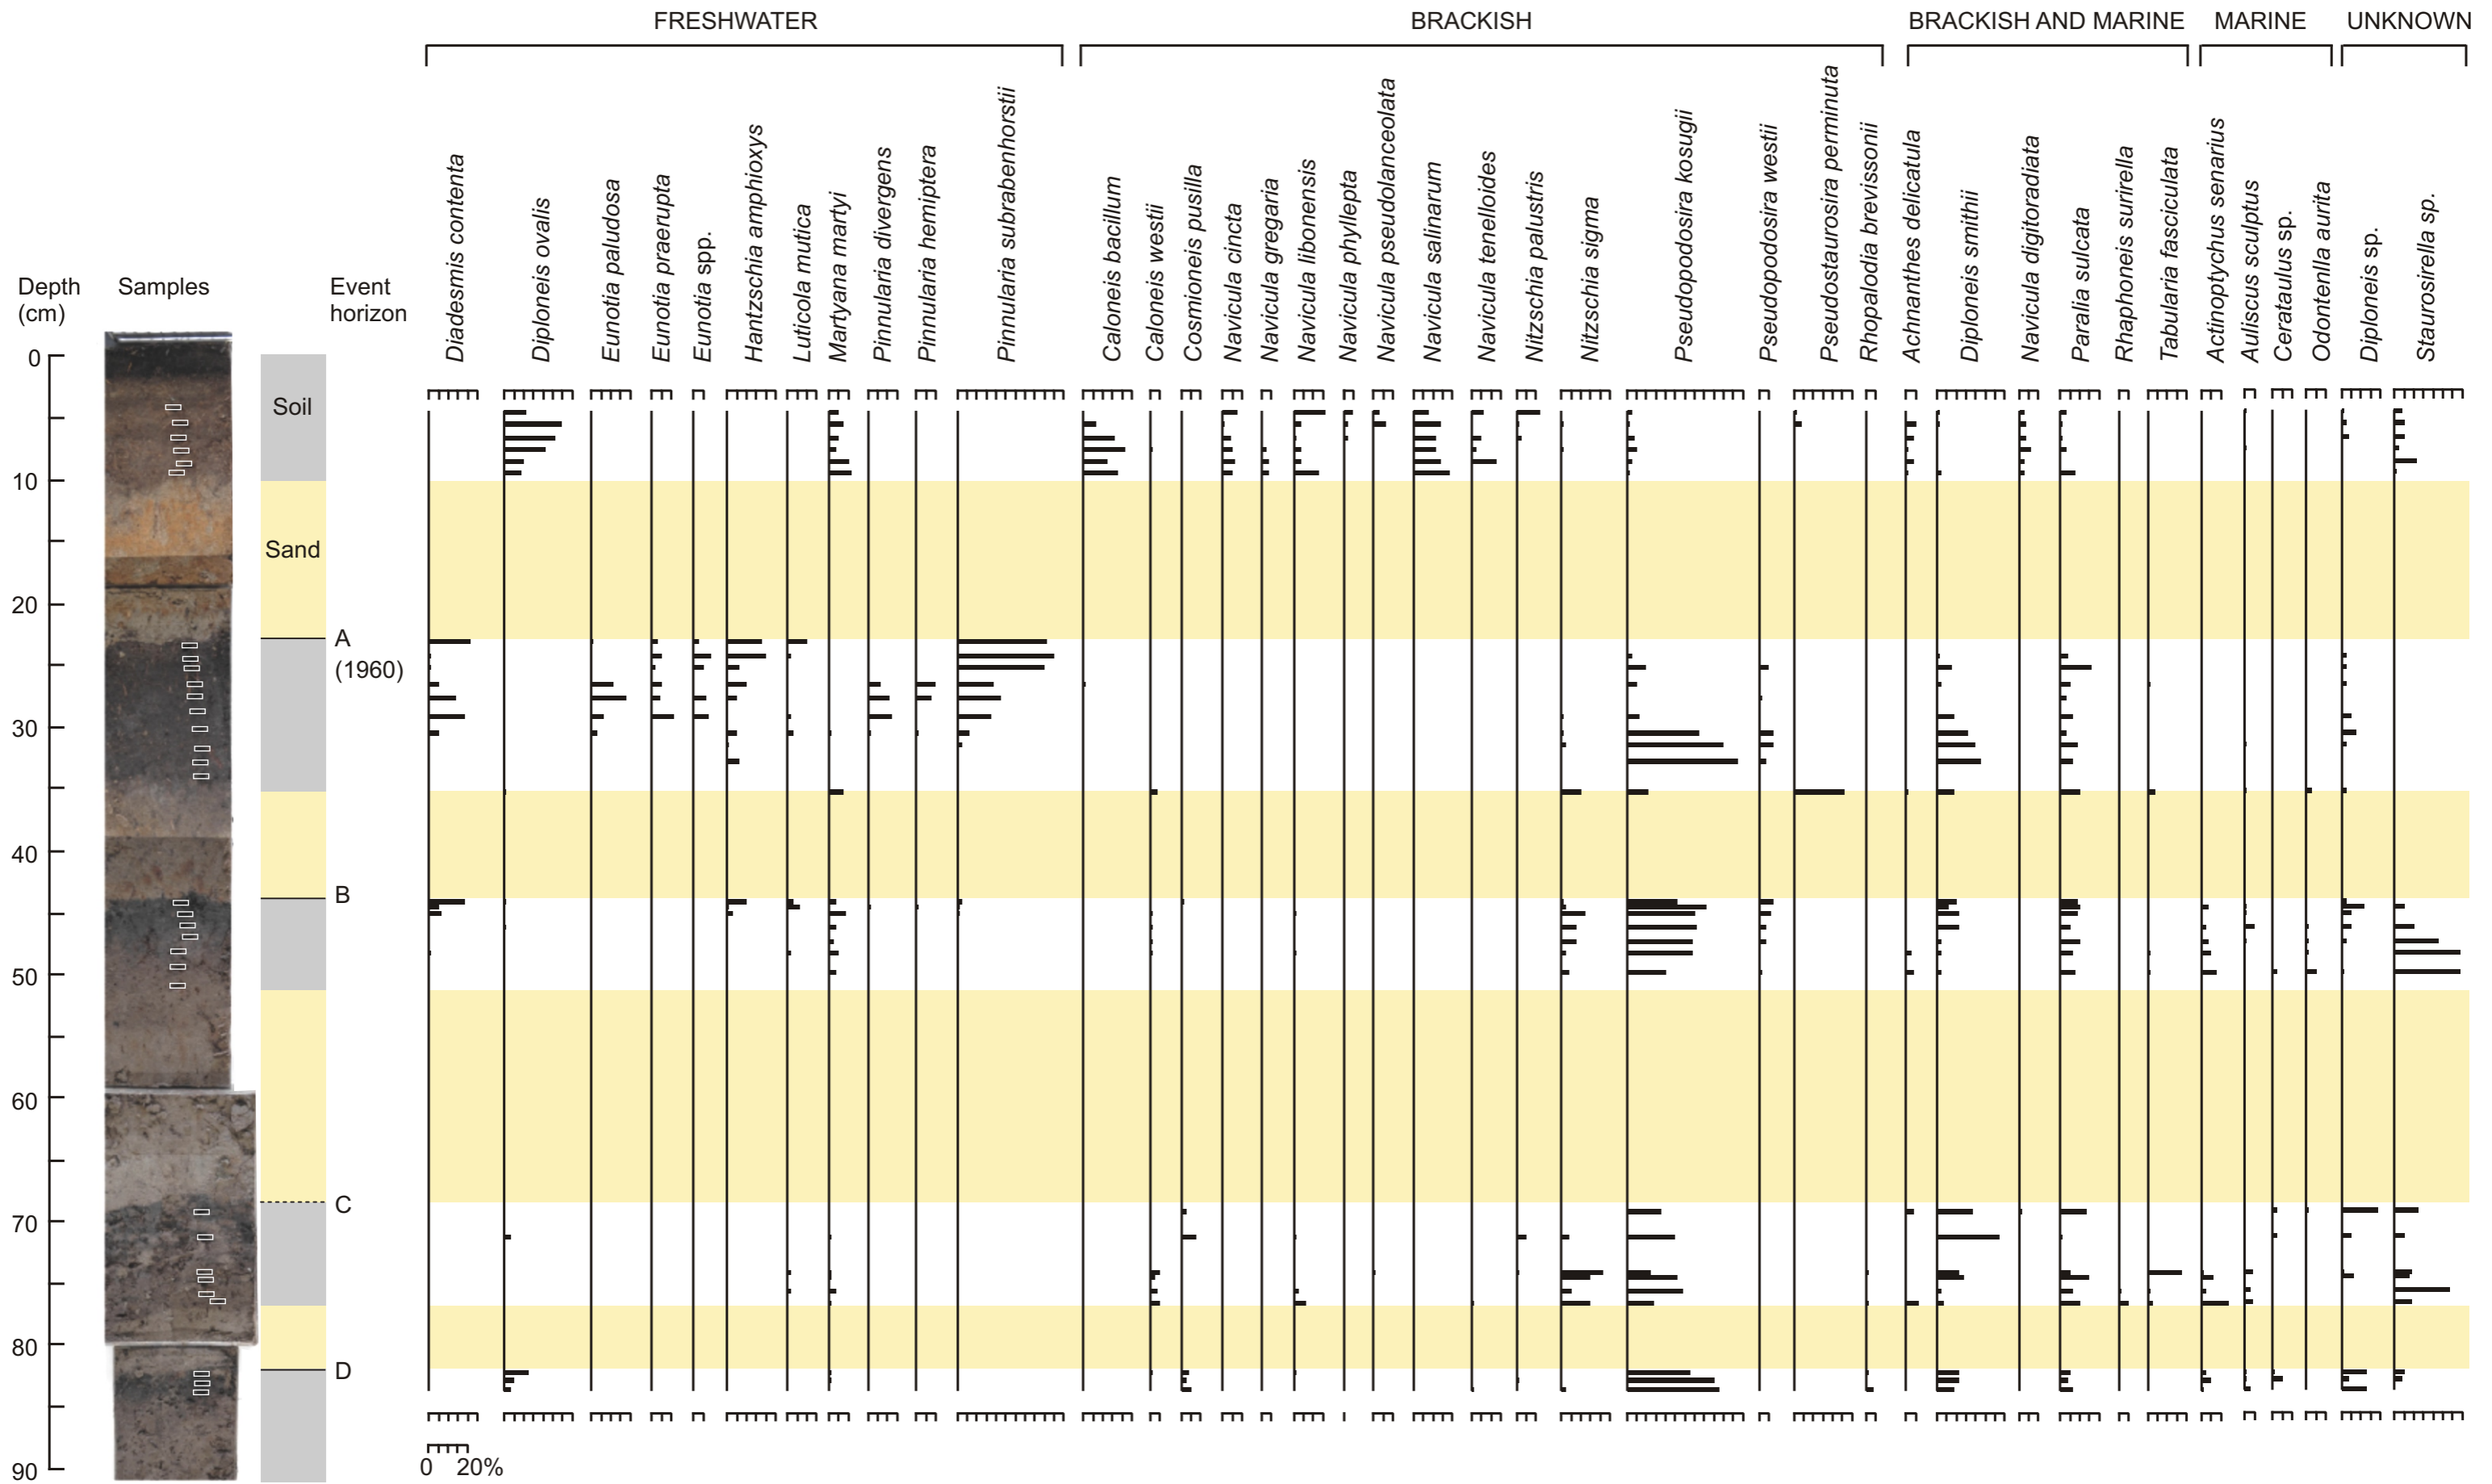 FRESHWATER
BRACKISH
BRACKISH AND MARINE
MARINE
UNKNOWN
Depth
(cm)
Samples
Event
horizon
Diadesmis contenta
Diploneis ovalis
Eunotia paludosa
Eunotia praerupta
Eunotia spp.
Hantzschia amphioxys
Luticola mutica
Martyana martyi
Pinnularia divergens
Pinnularia hemiptera
Pinnularia subrabenhorstii
Caloneis bacillum
Caloneis westii
Cosmioneis pusilla
Navicula cincta
Navicula gregaria
Navicula libonensis
Navicula phyllepta
Navicula pseudolanceolata
Navicula salinarum
Navicula tenelloides
Nitzschia palustris
Nitzschia sigma
Pseudopodosira kosugii
Pseudopodosira westii
Pseudostaurosira perminuta
Rhopalodia brevissonii
Achnanthes delicatula
Diploneis smithii
Navicula digitoradiata
Paralia sulcata
Rhaphoneis surirella
Tabularia fasciculata
Actinoptychus senarius
Auliscus sculptus
Cerataulus sp.
Odontenlla aurita
Diploneis sp.
Staurosirella sp.
0
Soil
10
Sand
20
A
(1960)
30
40
B
50
60
C
70
80
D
90
0 20%